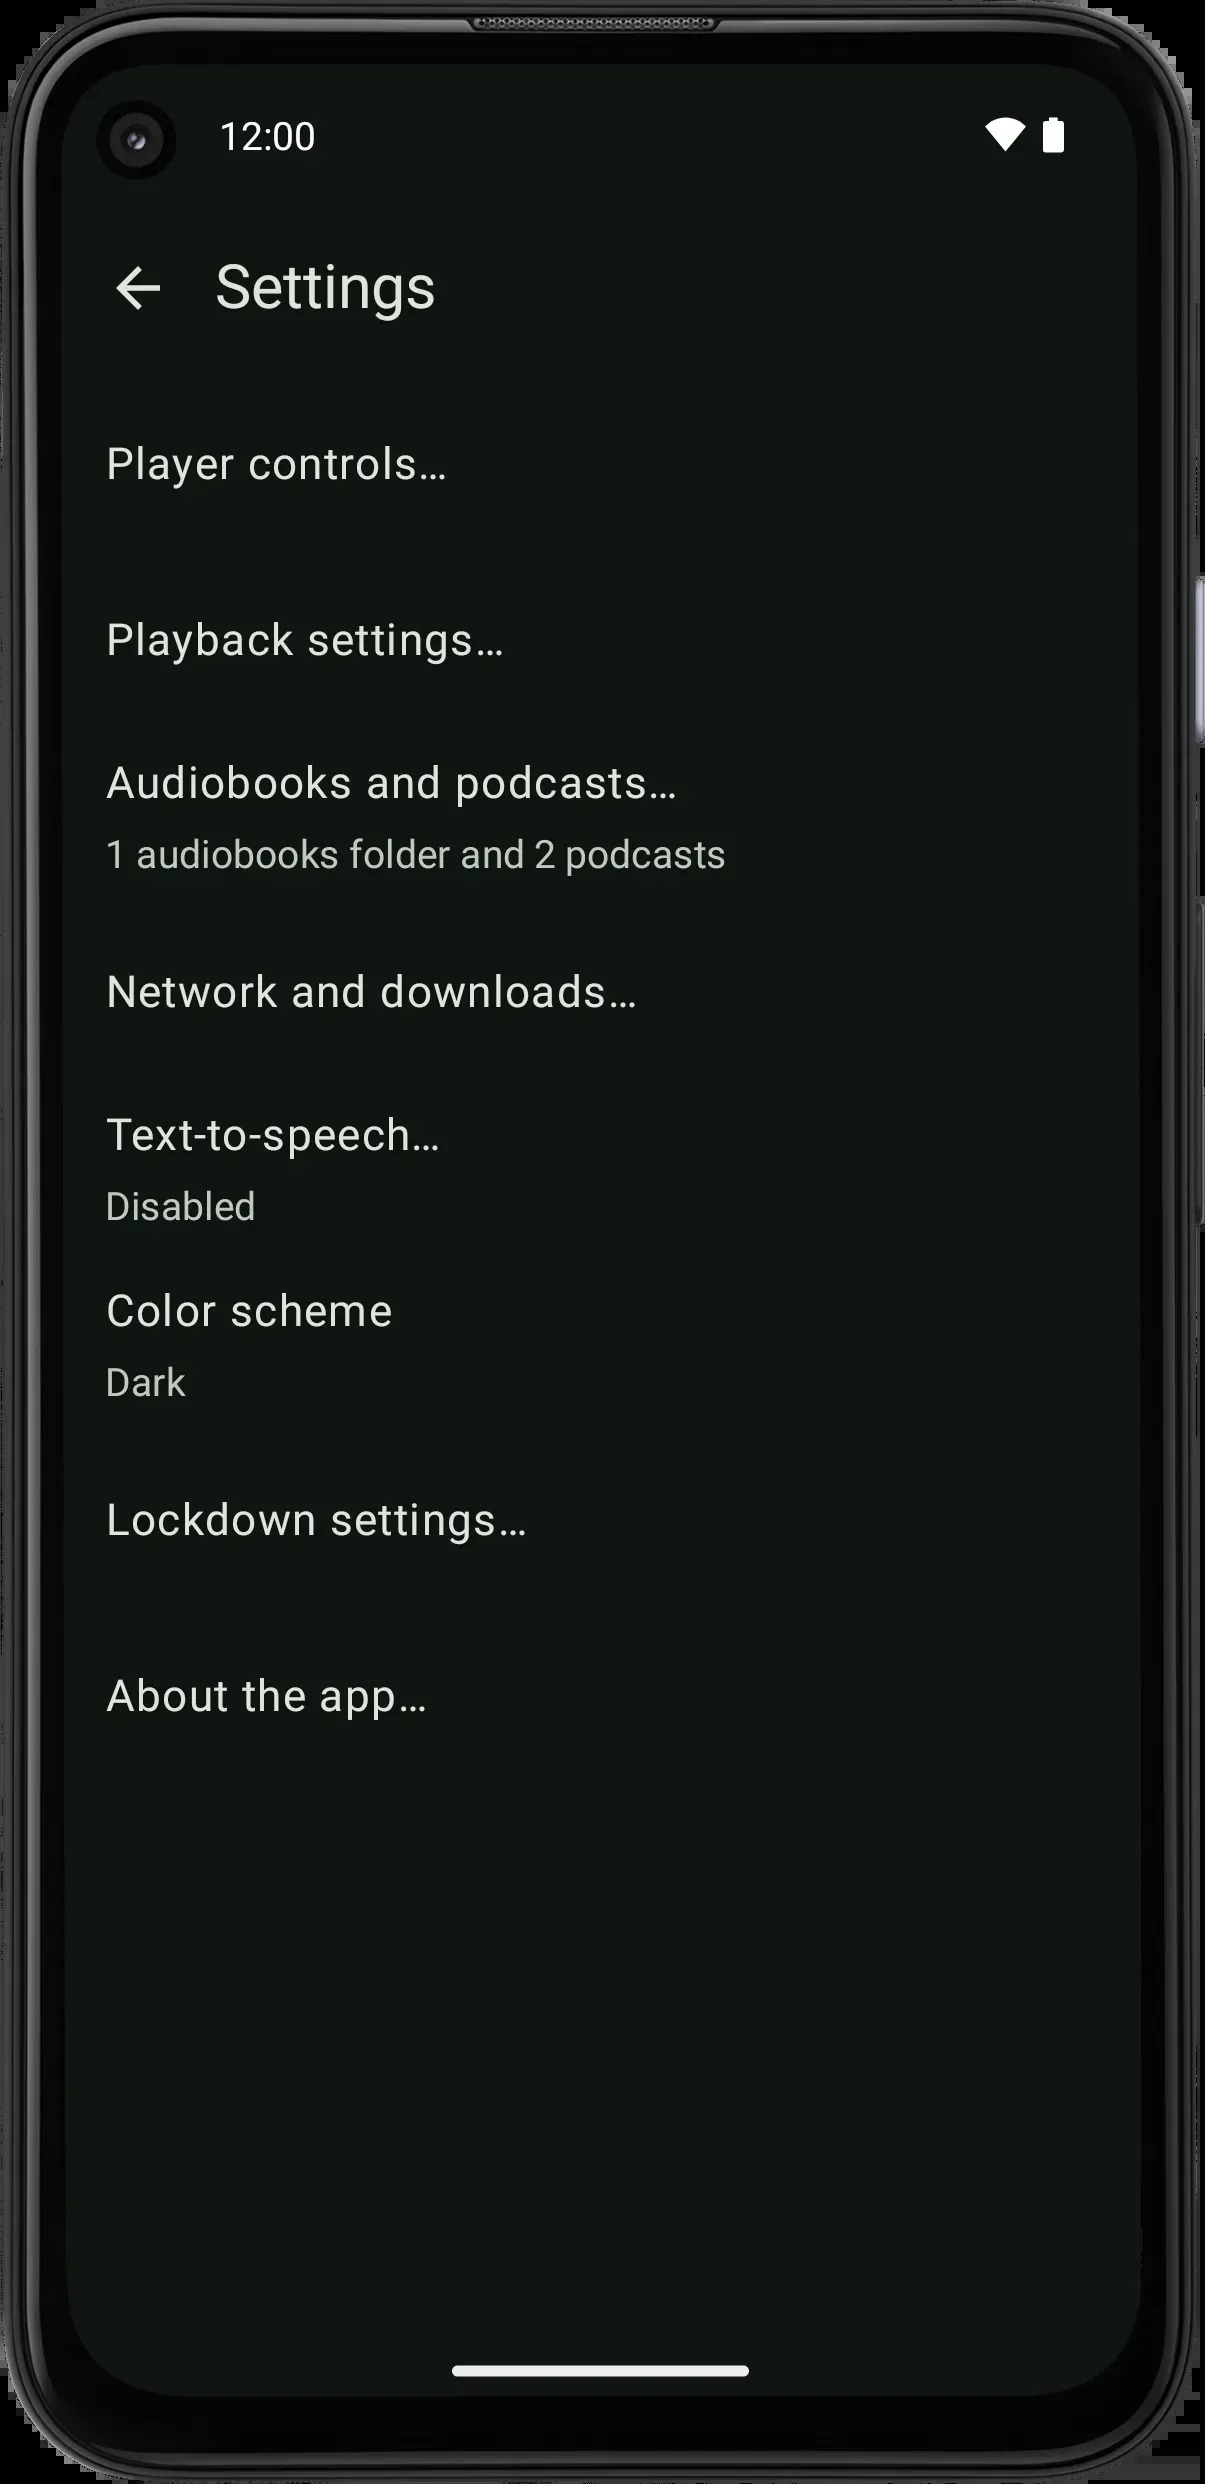 12:00
Settings
Player controls…
Playback settings…
Audiobooks and podcasts…
1 audiobooks folder and 2 podcasts
Network and downloads…
Text-to-speech…
Disabled
Color scheme
Dark
Lockdown settings…
About the app…